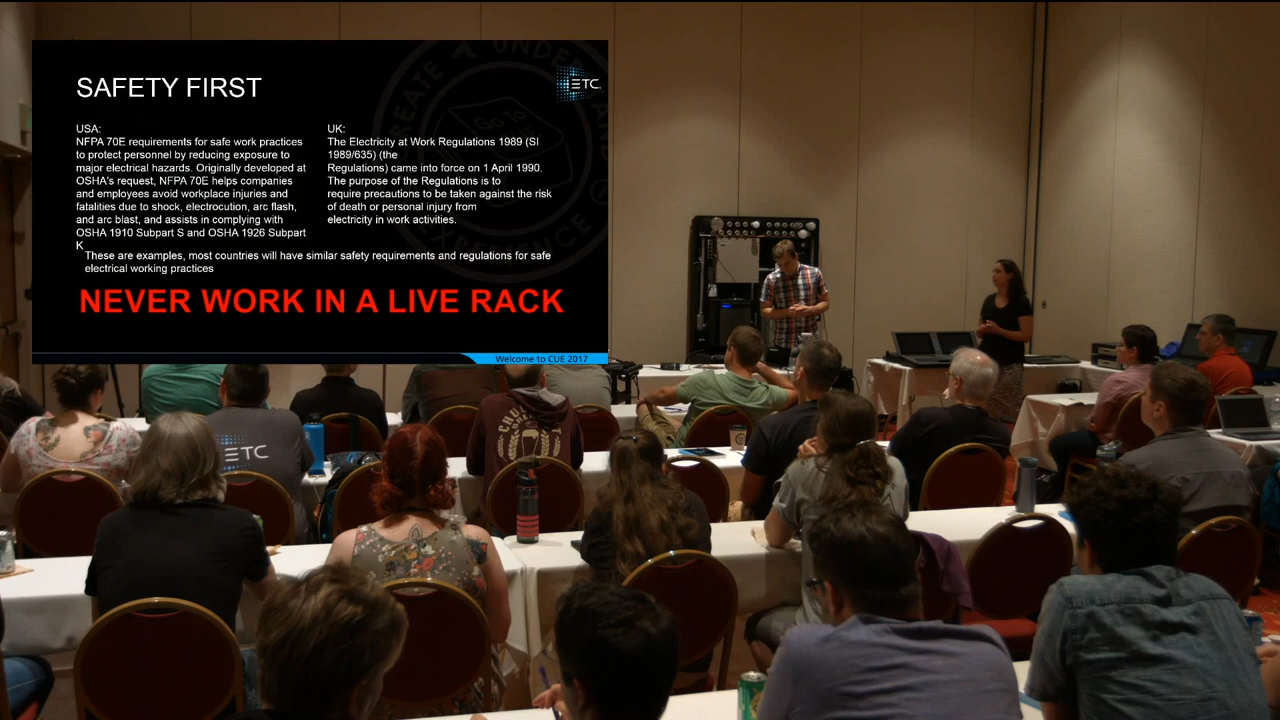 SAFETY FIRST
ETC
USA:
NFPA 70E requirements for safe work practices
to protect personnel by reducing exposure to
major electrical hazards. Originally developed at
OSHA's request, NFPA 70E helps companies
and employees avoid workplace injuries and
fatalities due to shock, electrocution, arc flash,
and arc blast, and assists in complying with
OSHA 1910 Subpart S and OSHA 1926 Subpart
K
UK:
The Electricity at Work Regulations 1989 (SI
1989/635) (the
Regulations) came into force on 1 April 1990.
The purpose of the Regulations is to
require precautions to be taken against the risk
of death or personal injury from
electricity in work activities.
These are examples, most countries will have similar safety requirements and regulations for safe
electrical working practices
NEVER WORK IN A LIVE RACK
Welcome to CUE 2017
Go To
EXPERIENCE
ETC